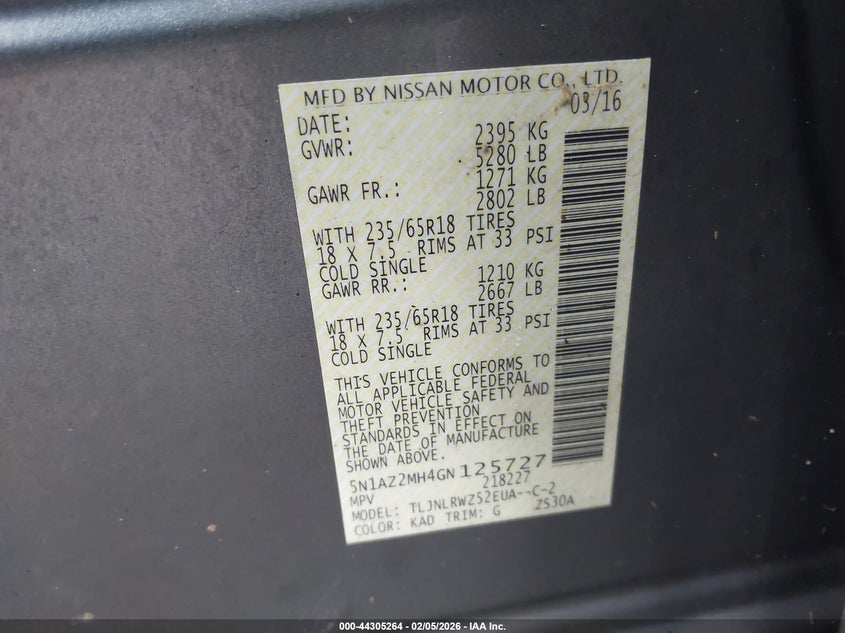 MFD BY NISSAN MOTOR CO., LTD.
DATE: 03/16
GVWR: 2395 KG
5280 LB
GAWR FR.: 1271 KG
2802 LB
WITH 235/65R18 TIRES
18 X 7.5 RIMS AT 33 PSI
COLD SINGLE
GAWR RR.: 1210 KG
2667 LB
WITH 235/65R18 TIRES
18 X 7.5 RIMS AT 33 PSI
COLD SINGLE
THIS VEHICLE CONFORMS TO
ALL APPLICABLE FEDERAL
MOTOR VEHICLE SAFETY AND
THEFT PREVENTION
STANDARDS IN EFFECT ON
THE DATE OF MANUFACTURE
SHOWN ABOVE.
5N1AZ2MH4GN125727
MPV 218227
MODEL: TLJNLRWZ52EUA--C-2
COLOR: KAD TRIM: G ZS30A
000-44305264 - 02/05/2026 - IAA Inc.